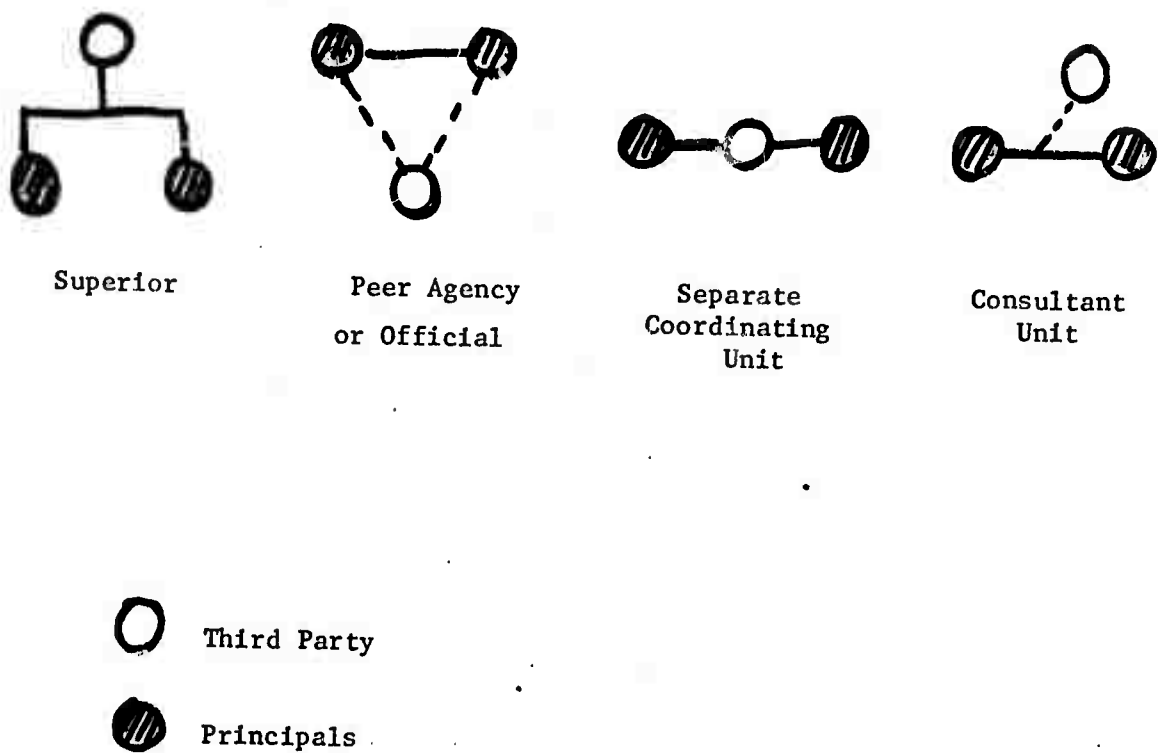 Superior
Peer Agency
or Official
Separate
Coordinating
Unit
Consultant
Unit
Third Party
Principals